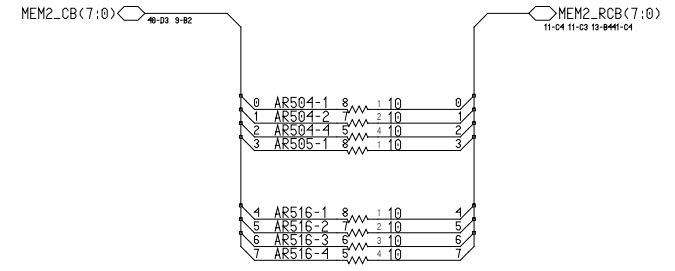 MEM2_CB(7:0) MEM2_RCB(7:0)
40-D3 9-B2 11-C4 11-C3 13-B4 41-C4
0 AR504-1 8 1 10 0
1 AR504-2 7 2 10 1
2 AR504-4 5 4 10 2
3 AR505-1 8 1 10 3
4 AR516-1 8 1 10 4
5 AR516-2 7 2 10 5
6 AR516-3 6 3 10 6
7 AR516-4 5 4 10 7